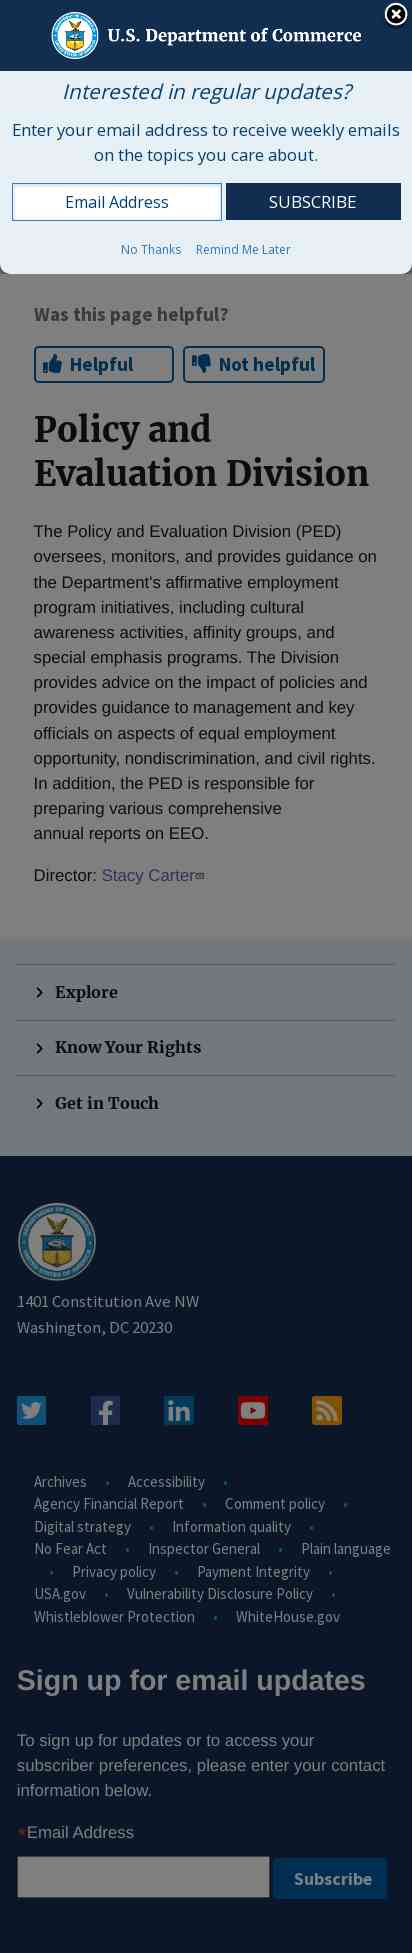 U.S. Department of Commerce
Interested in regular updates?
Enter your email address to receive weekly emails
on the topics you care about.
Email Address SUBSCRIBE
No Thanks Remind Me Later
Was this page helpful?
Helpful Not helpful
Policy and
Evaluation Division
The Policy and Evaluation Division (PED)
oversees, monitors, and provides guidance on
the Department's affirmative employment
program initiatives, including cultural
awareness activities, affinity groups, and
special emphasis programs. The Division
provides advice on the impact of policies and
provides guidance to management and key
officials on aspects of equal employment
opportunity, nondiscrimination, and civil rights.
In addition, the PED is responsible for
preparing various comprehensive
annual reports on EEO.
Director: Stacy Carter
Explore
Know Your Rights
Get in Touch
1401 Constitution Ave NW
Washington, DC 20230
Archives • Accessibility •
Agency Financial Report • Comment policy •
Digital strategy • Information quality •
No Fear Act • Inspector General • Plain language
• Privacy policy • Payment Integrity •
USA.gov • Vulnerability Disclosure Policy •
Whistleblower Protection • WhiteHouse.gov
Sign up for email updates
To sign up for updates or to access your
subscriber preferences, please enter your contact
information below.
*Email Address
Subscribe